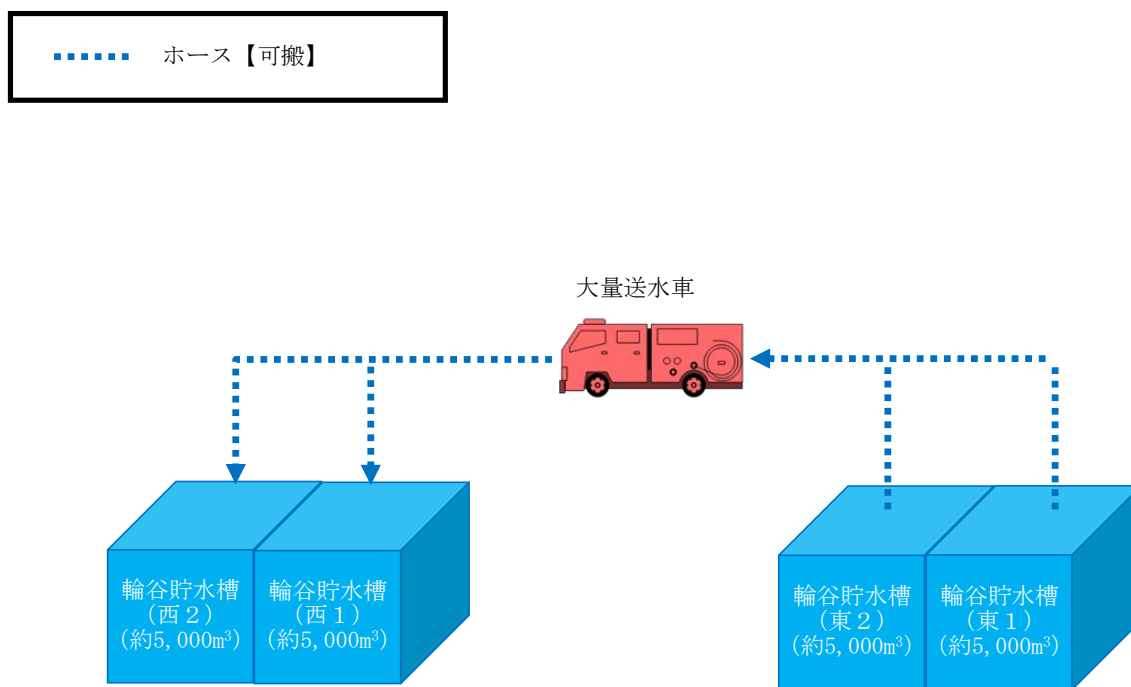 ホース【可搬】
大量送水車
輪谷貯水槽
(西2)
(約5,000m³)
輪谷貯水槽
(西1)
(約5,000m³)
輪谷貯水槽
(東2)
(約5,000m³)
輪谷貯水槽
(東1)
(約5,000m³)